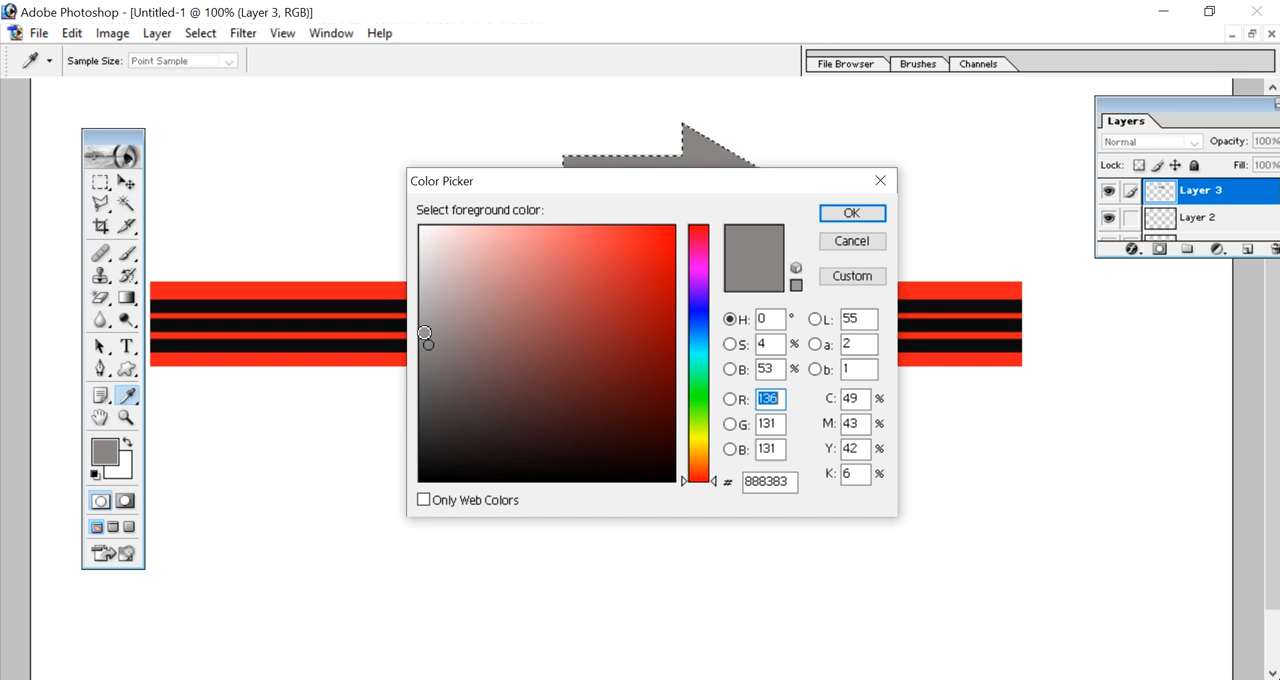 Adobe Photoshop - [Untitled-1 @ 100% (Layer 3, RGB)]
File Edit Image Layer Select Filter View Window Help
Sample Size: Point Sample
File Browser Brushes Channels
Layers
Normal Opacity: 100%
Lock: Fill: 100%
Layer 3
Layer 2
Color Picker
Select foreground color:
OK
Cancel
Custom
H: 0 ° L: 55
S: 4 % a: 2
B: 53 % b: 1
R: 136 C: 49 %
G: 131 M: 43 %
B: 131 Y: 42 %
K: 6 %
# 888383
Only Web Colors
T